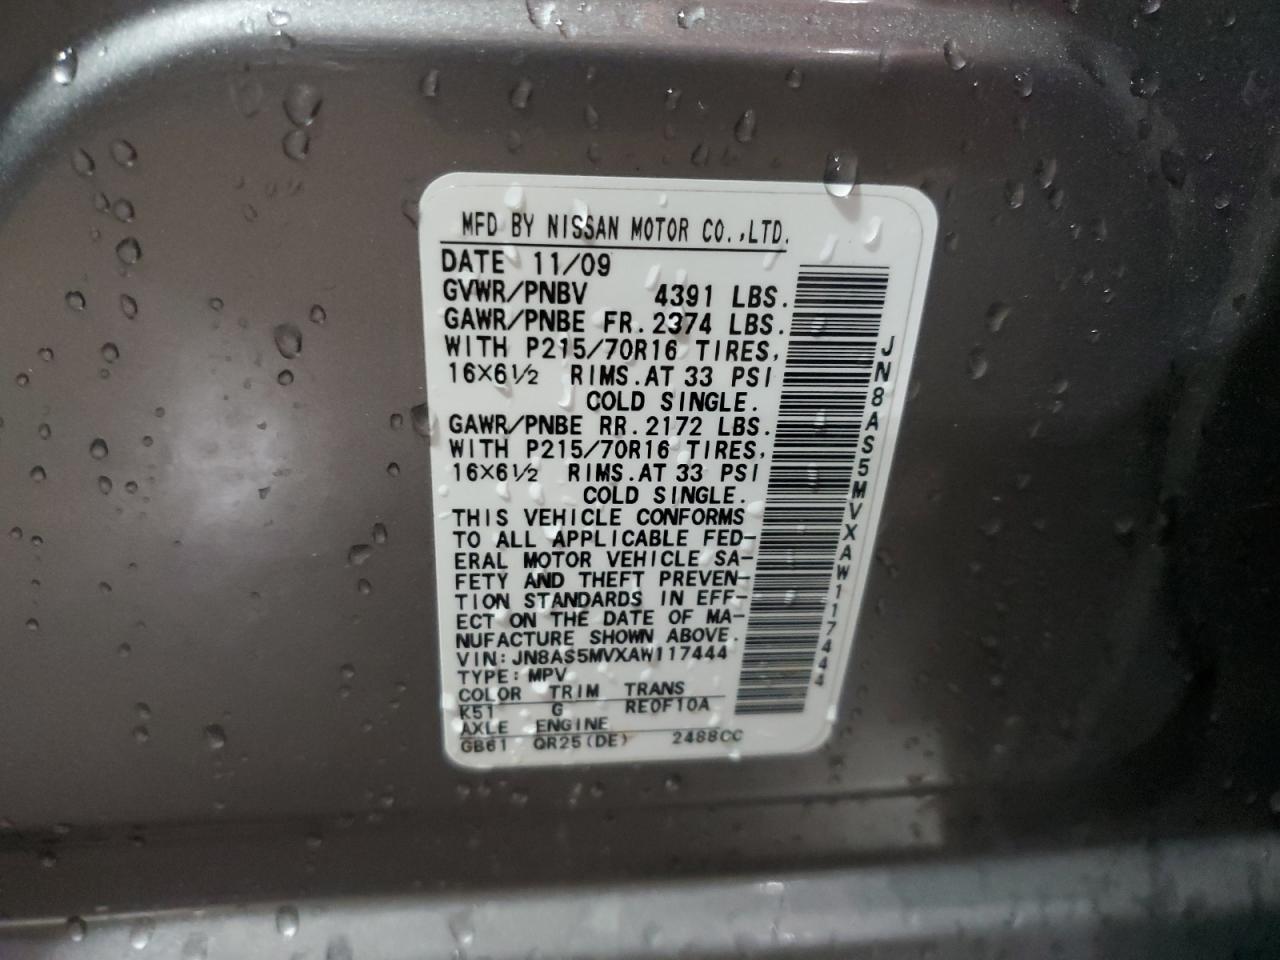 MFD BY NISSAN MOTOR CO.,LTD.
DATE 11/09
GVWR/PNBV 4391 LBS.
GAWR/PNBE FR.2374 LBS.
WITH P215/70R16 TIRES,
16×6½ RIMS.AT 33 PSI
COLD SINGLE.
GAWR/PNBE RR.2172 LBS.
WITH P215/70R16 TIRES,
16×6½ RIMS.AT 33 PSI
COLD SINGLE.
THIS VEHICLE CONFORMS
TO ALL APPLICABLE FED-
ERAL MOTOR VEHICLE SA-
FETY AND THEFT PREVEN-
TION STANDARDS IN EFF-
ECT ON THE DATE OF MA-
NUFACTURE SHOWN ABOVE.
VIN:JN8AS5MVXAW117444
TYPE:MPV
COLOR TRIM TRANS
K51 G RE0F10A
AXLE ENGINE
GB61 QR25(DE) 2488CC
JN8AS5MVXAW117444